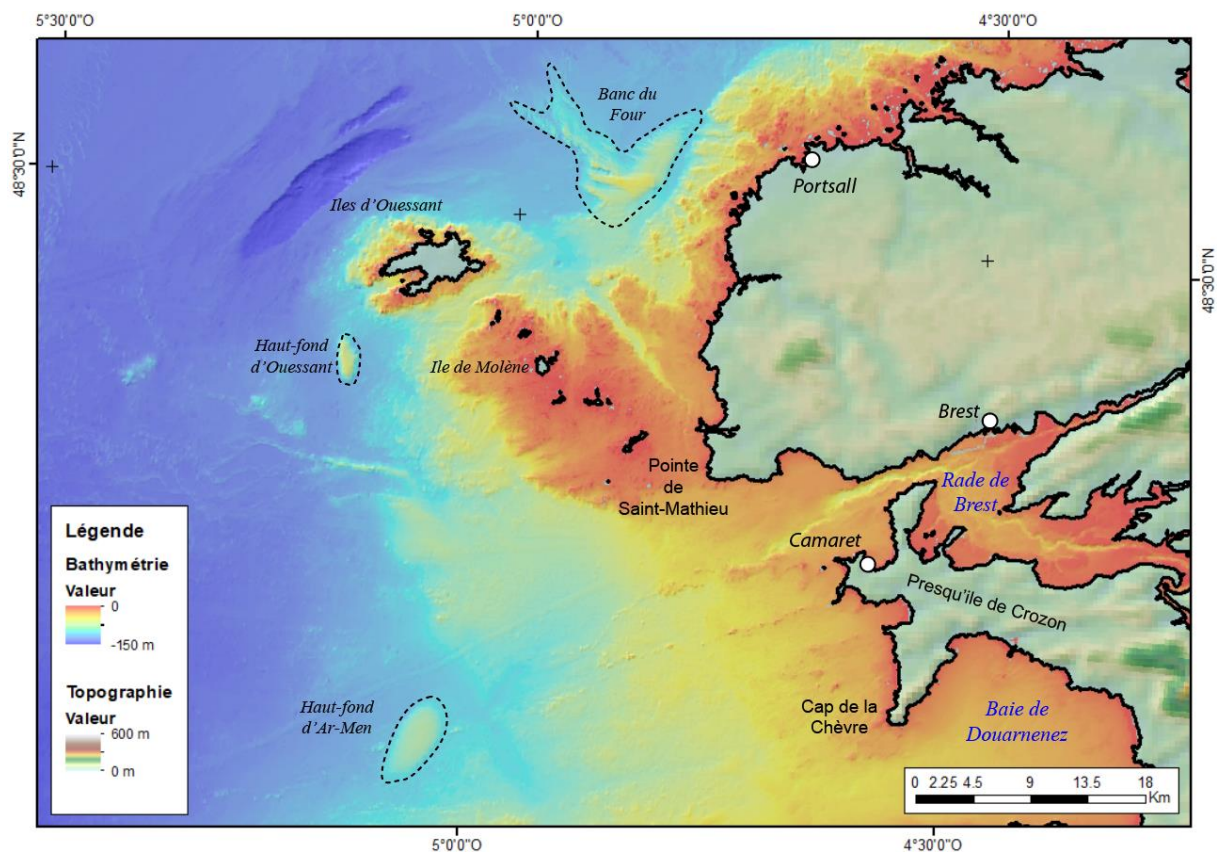 5°30'0"O
5°0'0"O
4°30'0"O
48°30'0"N
48°30'0"N
Banc du
Four
Portsall
Iles d'Ouessant
Haut-fond
d'Ouessant
Ile de Molène
Brest
Pointe
de
Saint-Mathieu
Rade de
Brest
Camaret
Presqu'ile de Crozon
Légende
Bathymétrie
Valeur
0
-150 m
Topographie
Valeur
600 m
0 m
Haut-fond
d'Ar-Men
Cap de la
Chèvre
Baie de
Douarnenez
0 2.25 4.5 9 13.5 18
Km
5°0'0"O
4°30'0"O